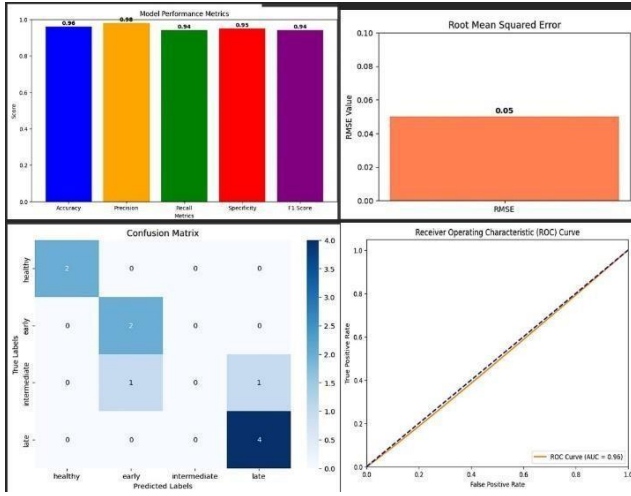 Model Performance Metrics
0.96
0.98
0.94
0.95
0.94
1.0
0.8
0.6
0.4
0.2
0.0
Score
Accuracy
Precision
Recall
Specificity
F1 Score
Metrics
Root Mean Squared Error
0.10
0.08
0.06
0.04
0.02
0.00
RMSE Value
0.05
RMSE
Confusion Matrix
True Labels
healthy
2 0 0 0
early
0 2 0 0
intermediate
0 1 0 1
late
0 0 0 4
healthy early intermediate late
Predicted Labels
4.0
3.5
3.0
2.5
2.0
1.5
1.0
0.5
0.0
Receiver Operating Characteristic (ROC) Curve
True Positive Rate
1.0
0.8
0.6
0.4
0.2
0.0
ROC Curve (AUC = 0.96)
0.0 0.2 0.4 0.6 0.8 1.0
False Positive Rate